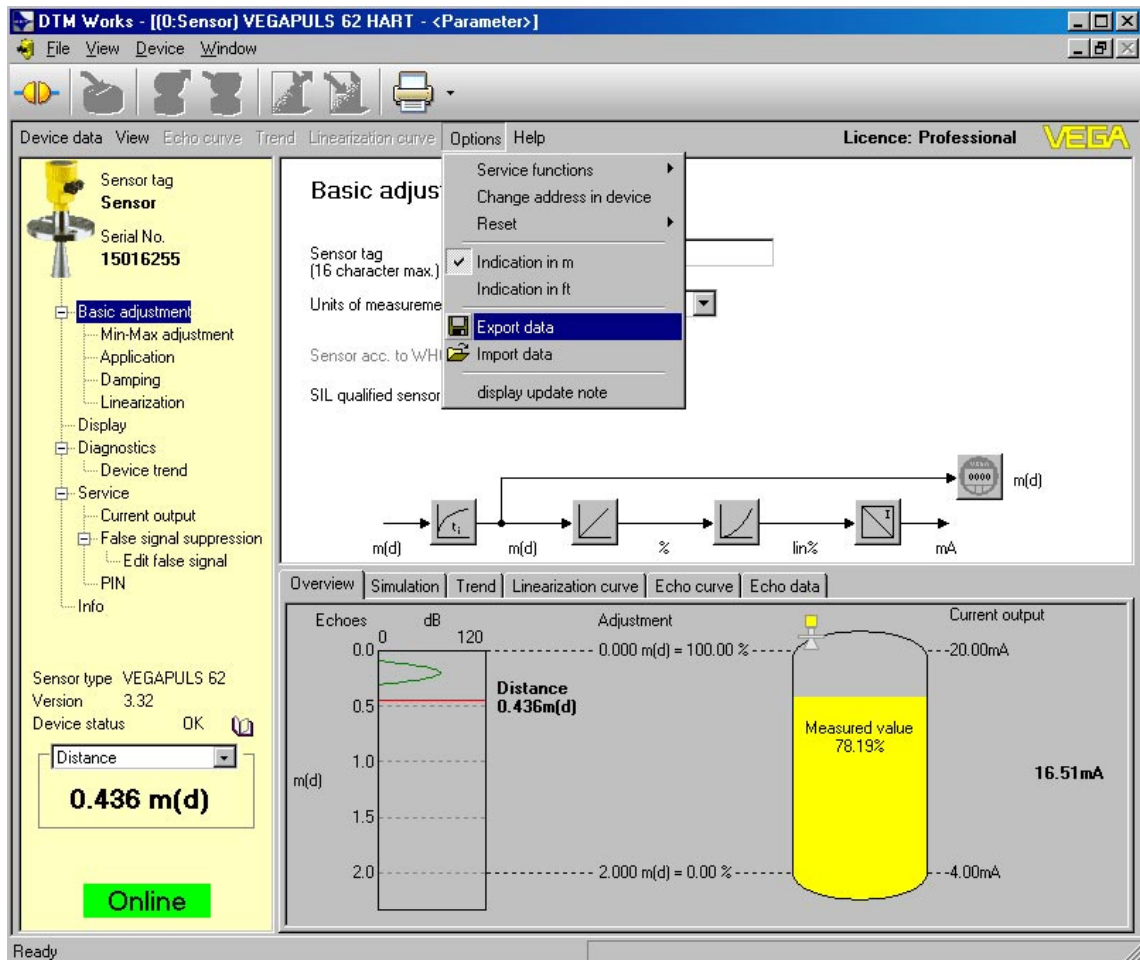 DTM Works - [(0:Sensor) VEGAPULS 62 HART - <Parameter>]
File View Device Window
Device data View Echo curve Trend Linearization curve Options Help Licence: Professional VEGA
Sensor tag
Sensor
Serial No.
15016255
Basic adjustment
Min-Max adjustment
Application
Damping
Linearization
Display
Diagnostics
Device trend
Service
Current output
False signal suppression
Edit false signal
PIN
Info
Sensor type VEGAPULS 62
Version 3.32
Device status OK
Distance
0.436 m(d)
Online
Basic adjus
Sensor tag
(16 character max.)
Units of measureme
Sensor acc. to WH
SIL qualified sensor
Service functions
Change address in device
Reset
Indication in m
Indication in ft
Export data
Import data
display update note
m(d) t i m(d) % lin% I mA
VEGA
0000 m(d)
Overview Simulation Trend Linearization curve Echo curve Echo data
Echoes dB Adjustment Current output
0 120
0.0 0.000 m(d) = 100.00 % 20.00mA
Distance
0.5 0.436m(d)
Measured value
78.19%
1.0
m(d) 16.51mA
1.5
2.0 2.000 m(d) = 0.00 % 4.00mA
Ready